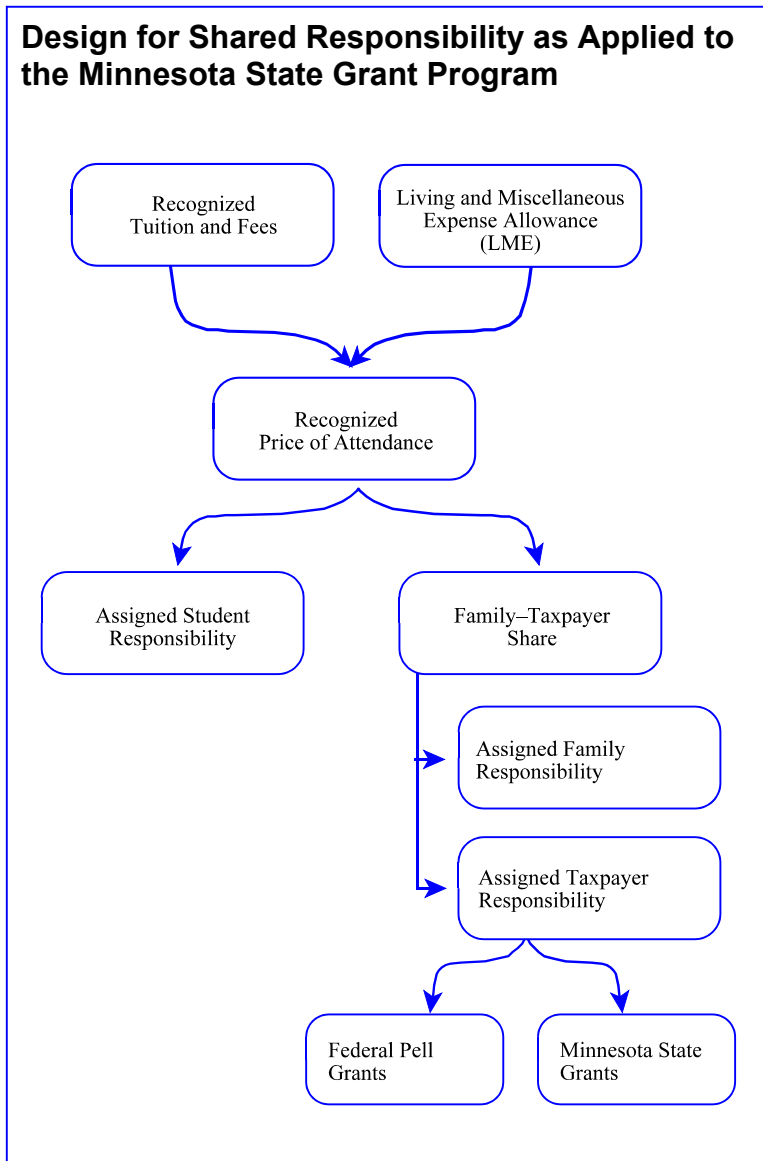 Design for Shared Responsibility as Applied to
the Minnesota State Grant Program
Recognized
Tuition and Fees
Living and Miscellaneous
Expense Allowance
(LME)
Recognized
Price of Attendance
Assigned Student
Responsibility
Family–Taxpayer
Share
Assigned Family
Responsibility
Assigned Taxpayer
Responsibility
Federal Pell
Grants
Minnesota State
Grants